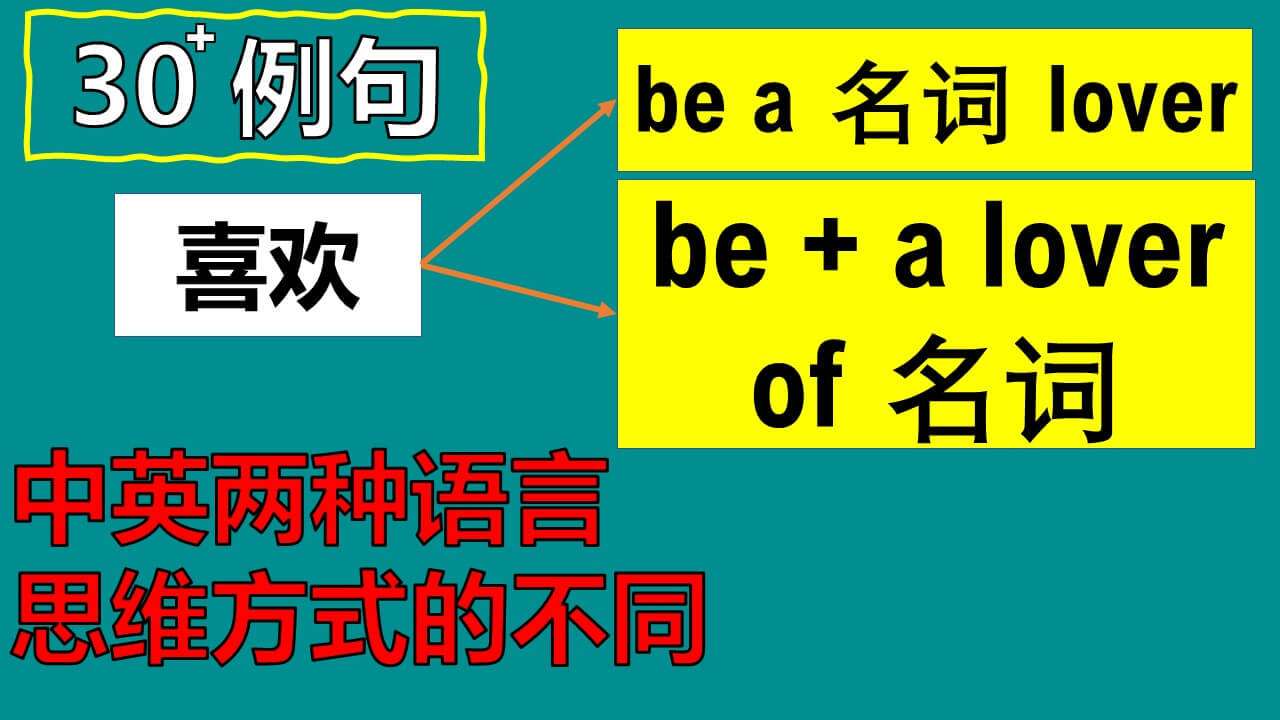 30+ 例句
喜欢
be a 名词 lover
be + a lover
of 名词
中英两种语言
思维方式的不同